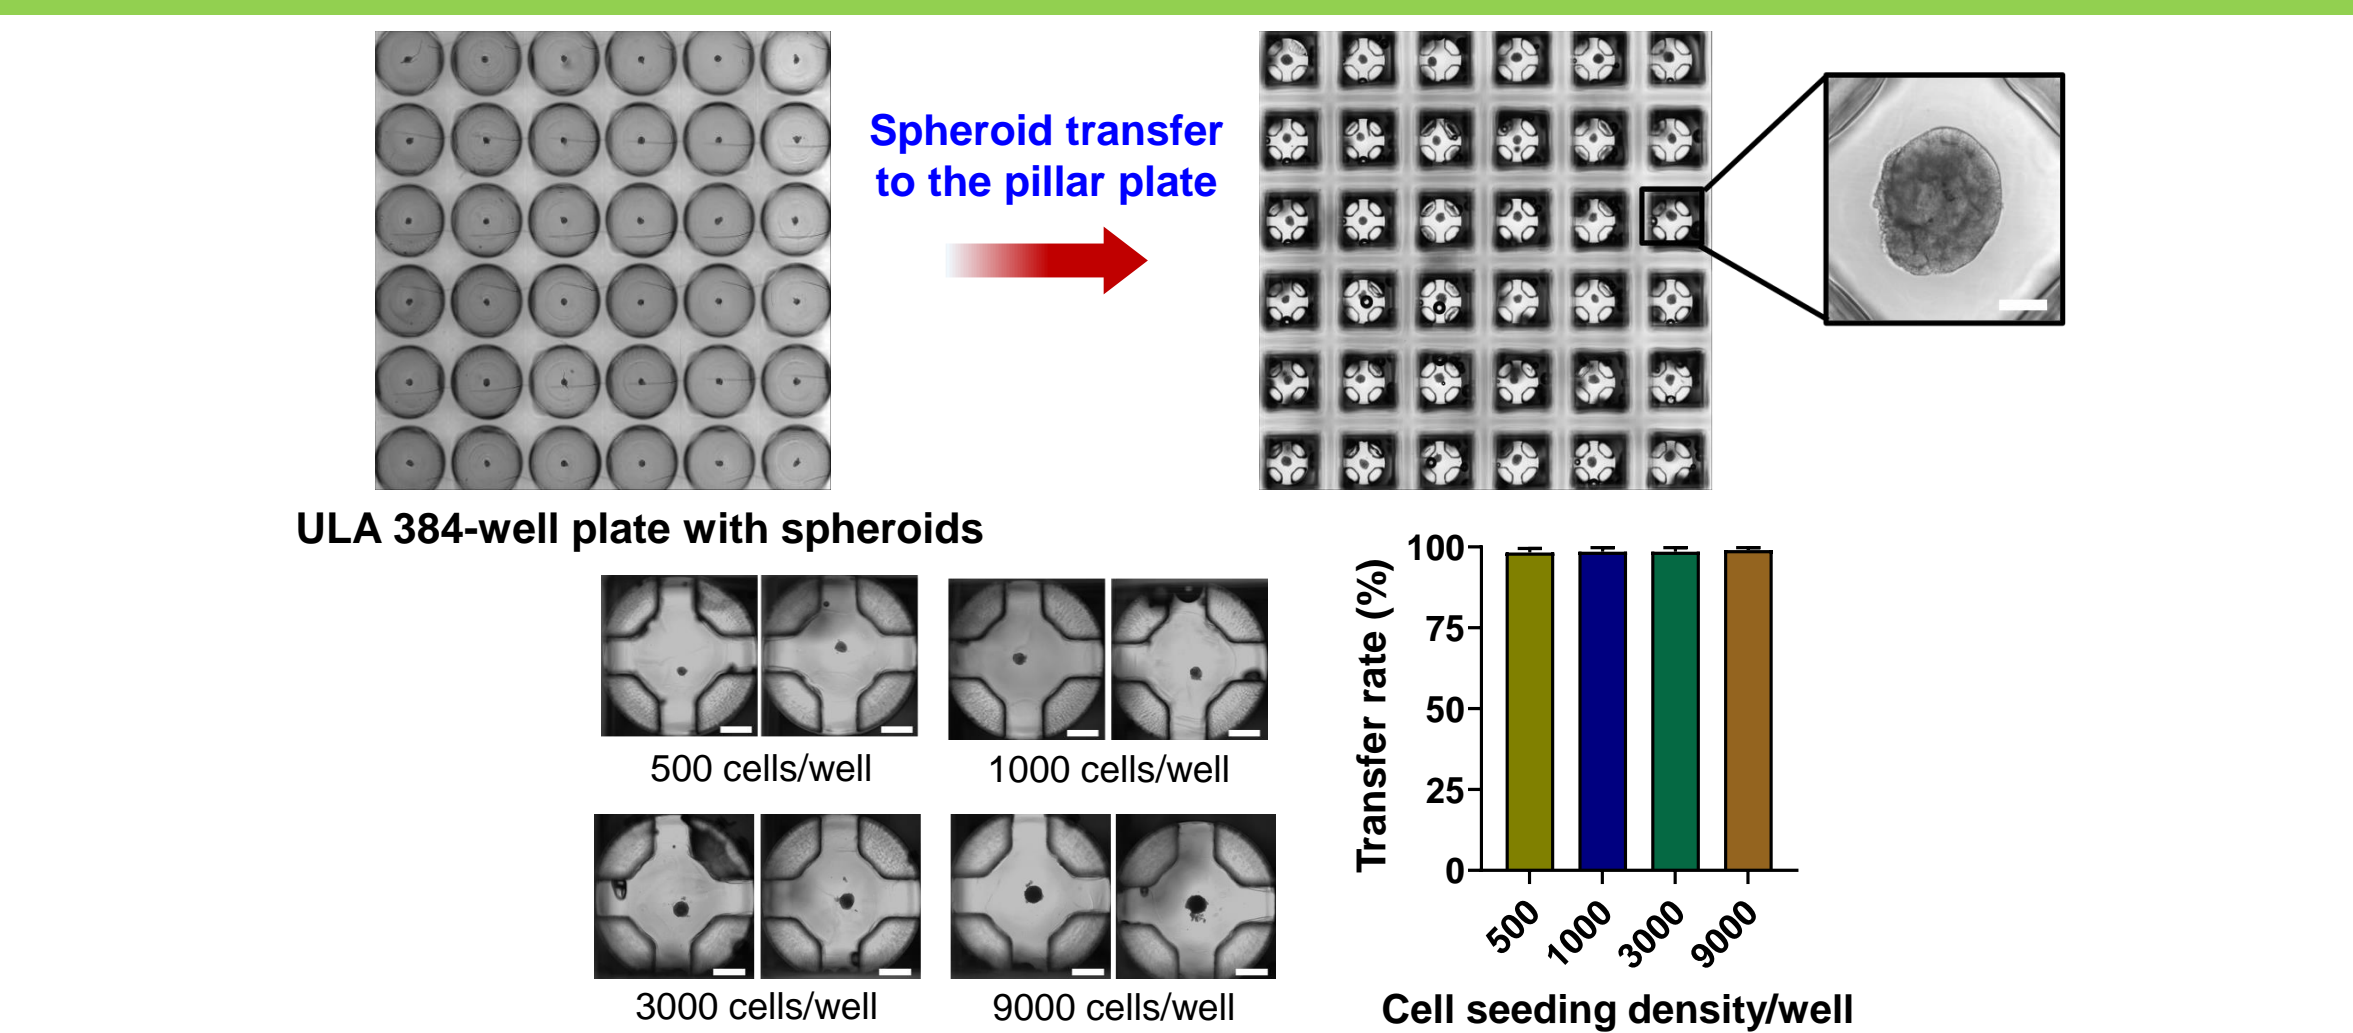 Spheroid transfer
to the pillar plate
ULA 384-well plate with spheroids
500 cells/well
1000 cells/well
3000 cells/well
9000 cells/well
Transfer rate (%)
100
75
50
25
0
500
1000
3000
9000
Cell seeding density/well